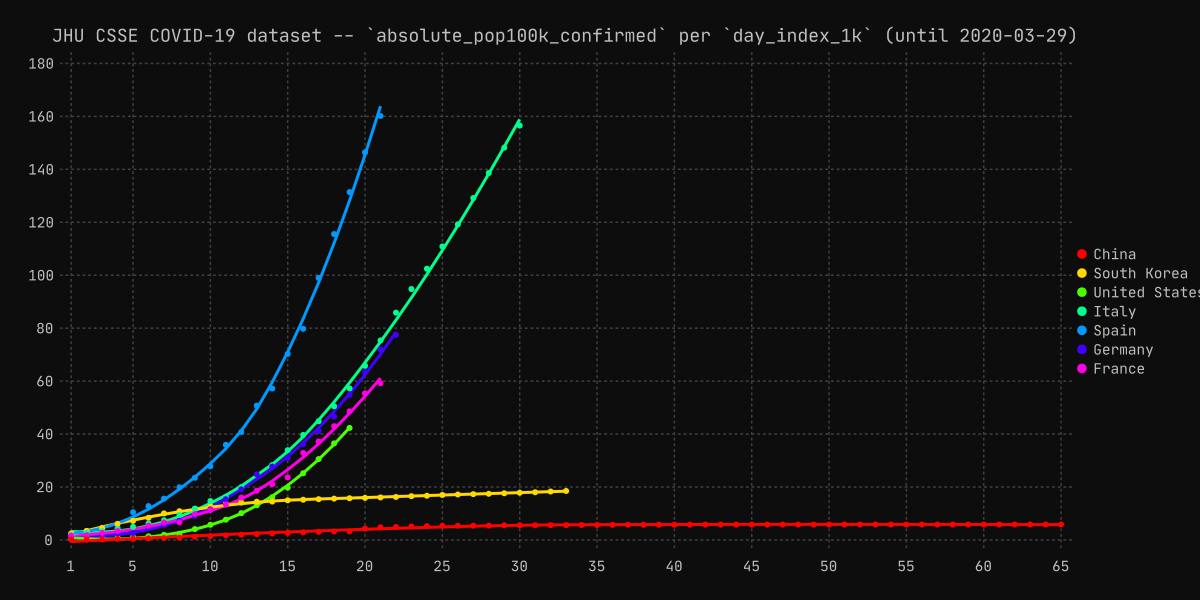 JHU CSSE COVID-19 dataset -- `absolute_pop100k_confirmed` per `day_index_1k` (until 2020-03-29)
180
160
140
120
100
80
60
40
20
0
1 5 10 15 20 25 30 35 40 45 50 55 60 65
China
South Korea
United States
Italy
Spain
Germany
France